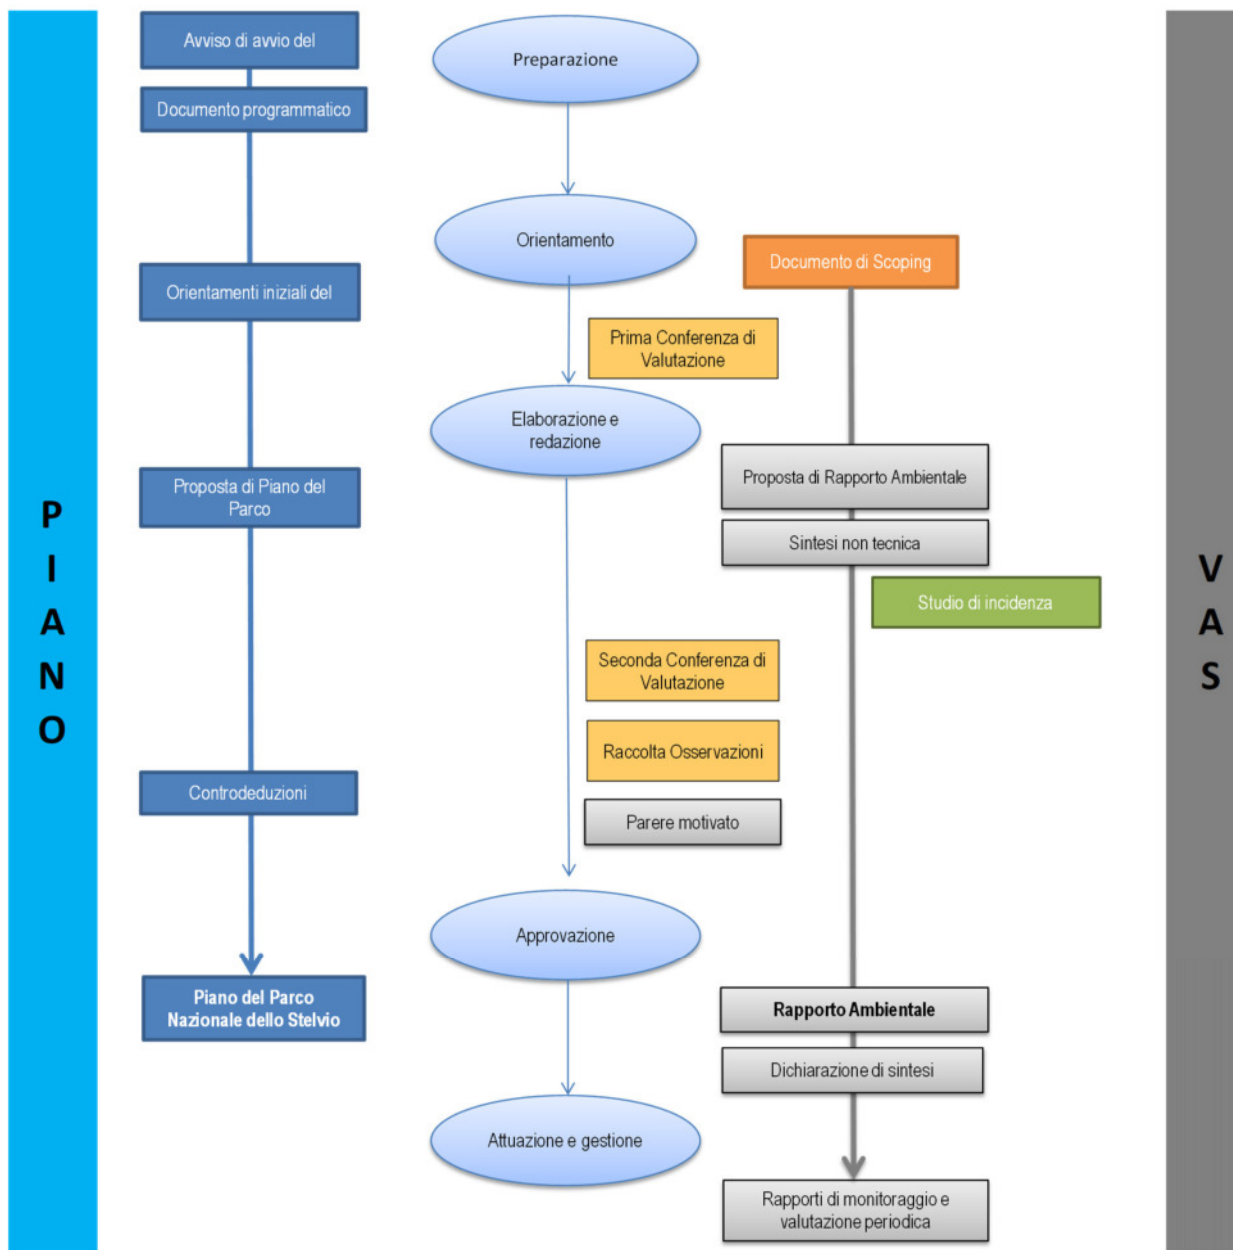 PIANO
Avviso di avvio del
Documento programmatico
Orientamenti iniziali del
Proposta di Piano del
Parco
Controdeduzioni
Piano del Parco
Nazionale dello Stelvio
Preparazione
Orientamento
Prima Conferenza di
Valutazione
Elaborazione e
redazione
Seconda Conferenza di
Valutazione
Raccolta Osservazioni
Parere motivato
Approvazione
Attuazione e gestione
Documento di Scoping
Proposta di Rapporto Ambientale
Sintesi non tecnica
Studio di incidenza
Rapporto Ambientale
Dichiarazione di sintesi
Rapporti di monitoraggio e
valutazione periodica
VAS